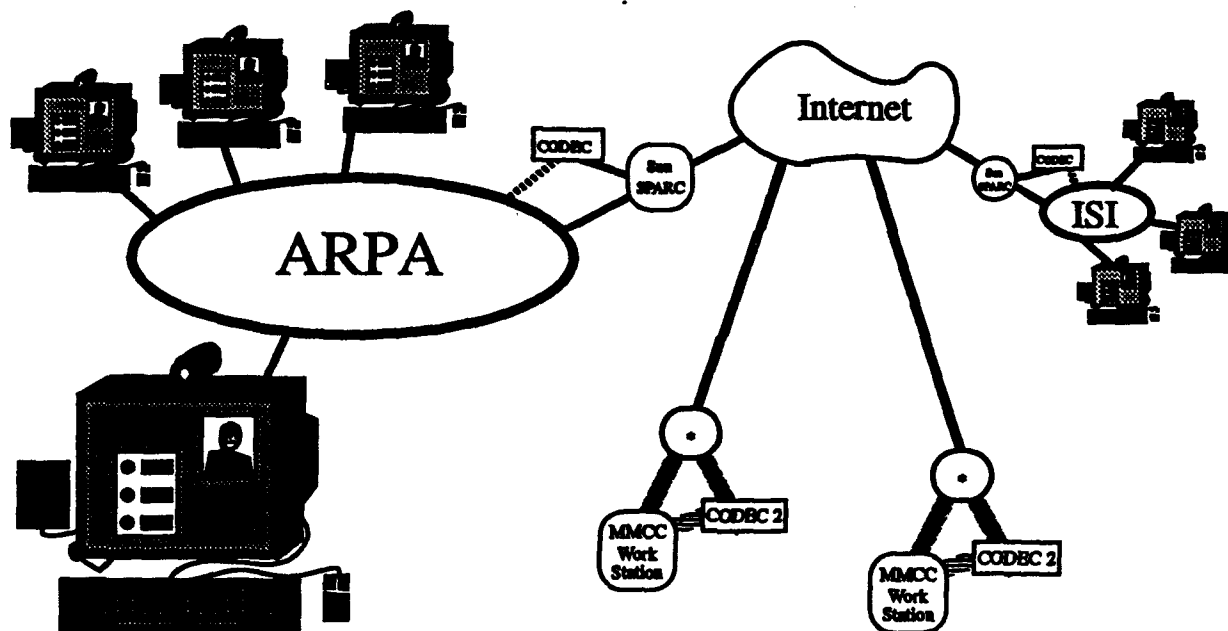 Internet
CODEC
Sun
SPARC
CODEC
Sun
SPARC
ISI
ARPA
*
*
CODEC 2
MMCC
Work
Station
CODEC 2
MMCC
Work
Station